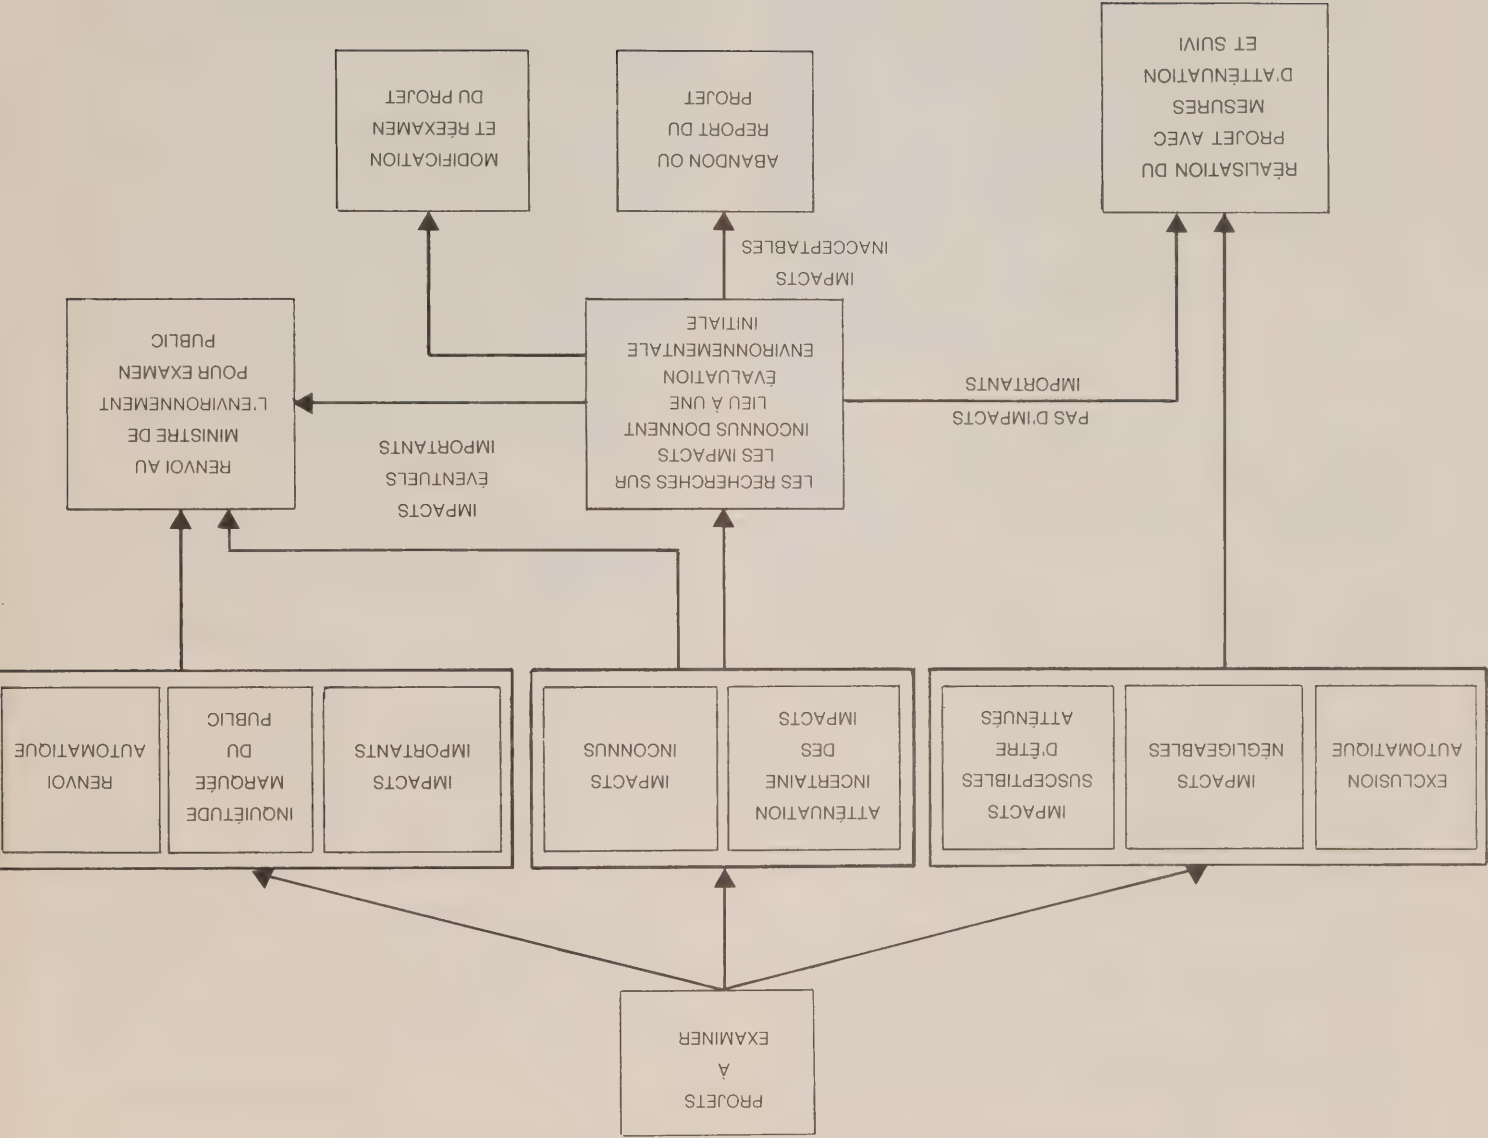 PROJETS
À
EXAMINER
EXCLUSION
AUTOMATIQUE
IMPACTS
NÉGLIGEABLES
IMPACTS
SUSCEPTIBLES
D'ÊTRE
ATTÉNUÉS
ATTÉNUATION
INCERTAINE
DES
IMPACTS
IMPACTS
INCONNUS
IMPACTS
IMPORTANTS
INQUIÉTUDE
MARQUÉE
DU
PUBLIC
RENVOI
AUTOMATIQUE
PAS D'IMPACTS
IMPORTANTS
LES RECHERCHES SUR
LES IMPACTS
INCONNUS DONNENT
LIEU À UNE
ÉVALUATION
ENVIRONNEMENTALE
INITIALE
IMPACTS
ÉVENTUELS
IMPORTANTS
RENVOI AU
MINISTRE DE
L'ENVIRONNEMENT
POUR EXAMEN
PUBLIC
IMPACTS
INACCEPTABLES
RÉALISATION DU
PROJET AVEC
MESURES
D'ATTÉNUATION
ET SUIVI
ABANDON OU
REPORT DU
PROJET
MODIFICATION
ET RÉEXAMEN
DU PROJET